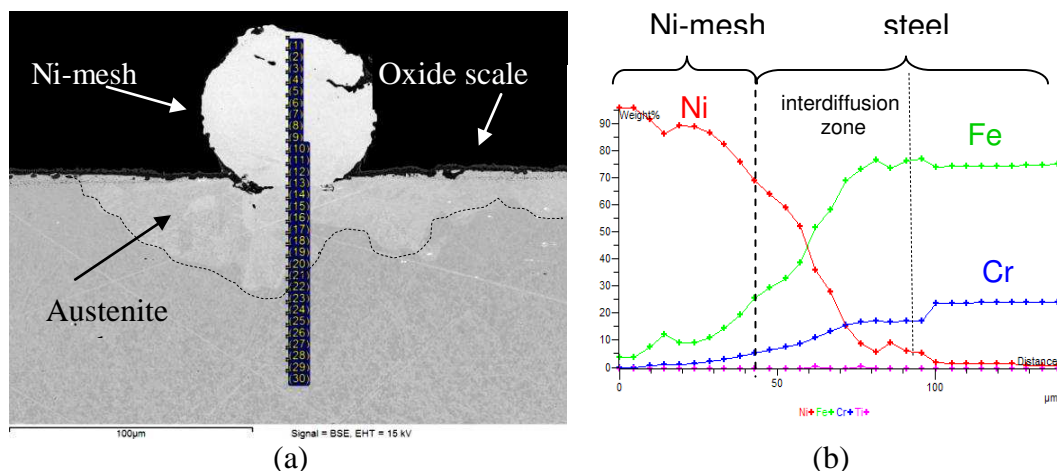 Ni-mesh
Oxide scale
Austenite
(1)
(2)
(3)
(4)
(5)
(6)
(7)
(8)
(9)
(10)
(11)
(12)
(13)
(14)
(15)
(16)
(17)
(18)
(19)
(20)
(21)
(22)
(23)
(24)
(25)
(26)
(27)
(28)
(29)
(30)
100µm
Signal = BSE, EHT = 15 kV
(a)
Ni-mesh steel
Weight%
Ni
interdiffusion
zone
Fe
Cr
90
80
70
60
50
40
30
20
10
0
Distance
0 50 100
µm
Ni Fe Cr Ti
(b)